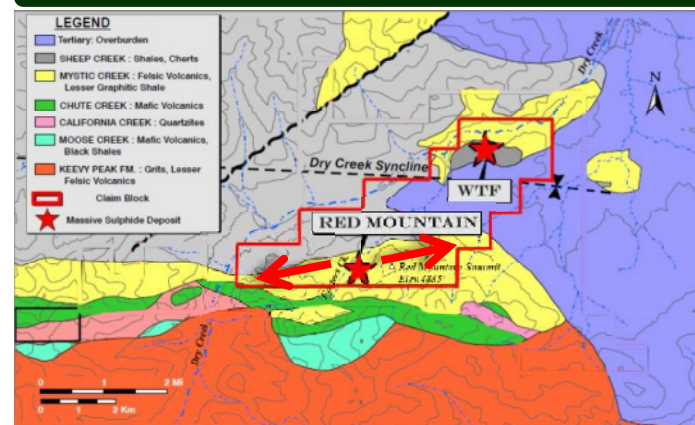 LEGEND
Tertiary: Overburden
SHEEP CREEK : Shales, Cherts
MYSTIC CREEK : Felsic Volcanics,
Lesser Graphitic Shale
CHUTE CREEK : Mafic Volcanics
CALIFORNIA CREEK : Quartzites
MOOSE CREEK : Mafic Volcanics,
Black Shales
KEEVY PEAK FM. : Grits, Lesser
Felsic Volcanics
Claim Block
Massive Sulphide Deposit
Dry Creek
N
Dry Creek Syncline
WTF
RED MOUNTAIN
Red Mountain Summit
Elev 4885'
Dry Creek
0 1 2 Mi
0 1 2 Km